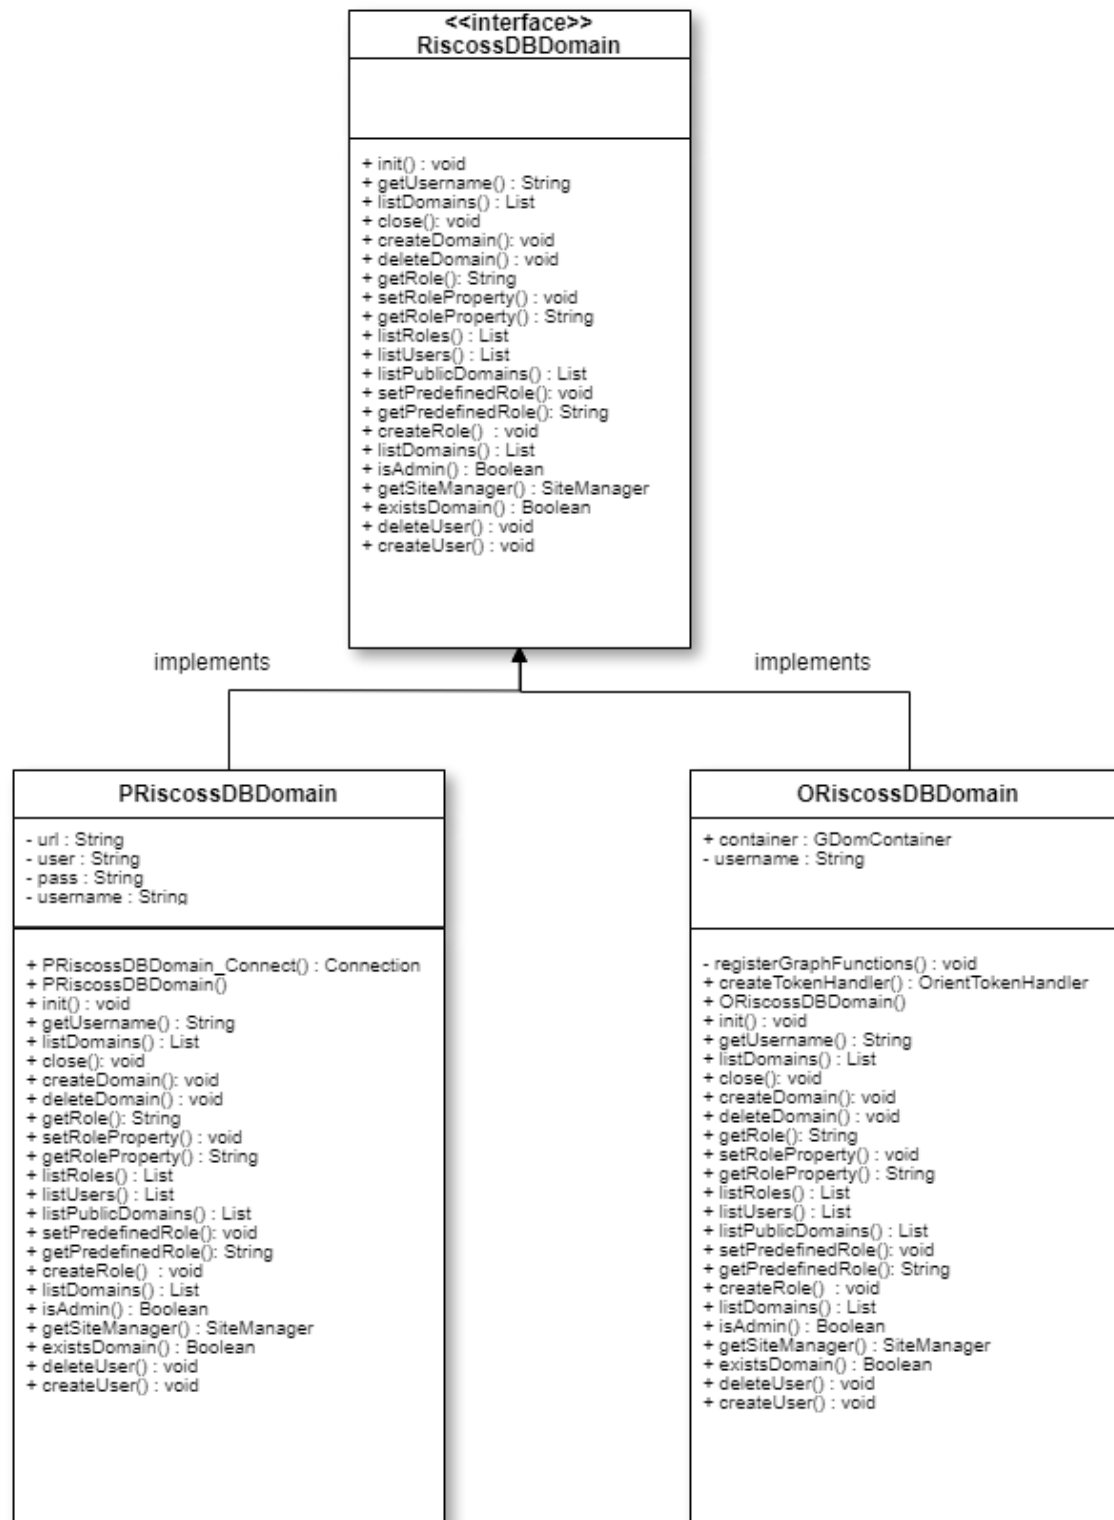 <<interface>>
RiscossDBDomain
+ init() : void
+ getUsername() : String
+ listDomains() : List
+ close(): void
+ createDomain(): void
+ deleteDomain() : void
+ getRole(): String
+ setRoleProperty() : void
+ getRoleProperty() : String
+ listRoles() : List
+ listUsers() : List
+ listPublicDomains() : List
+ setPredefinedRole(): void
+ getPredefinedRole(): String
+ createRole()  : void
+ listDomains() : List
+ isAdmin() : Boolean
+ getSiteManager() : SiteManager
+ existsDomain() : Boolean
+ deleteUser() : void
+ createUser() : void
implements
implements
PRiscossDBDomain
- url : String
- user : String
- pass : String
- username : String
+ PRiscossDBDomain_Connect() : Connection
+ PRiscossDBDomain()
+ init() : void
+ getUsername() : String
+ listDomains() : List
+ close(): void
+ createDomain(): void
+ deleteDomain() : void
+ getRole(): String
+ setRoleProperty() : void
+ getRoleProperty() : String
+ listRoles() : List
+ listUsers() : List
+ listPublicDomains() : List
+ setPredefinedRole(): void
+ getPredefinedRole(): String
+ createRole()  : void
+ listDomains() : List
+ isAdmin() : Boolean
+ getSiteManager() : SiteManager
+ existsDomain() : Boolean
+ deleteUser() : void
+ createUser() : void
ORiscossDBDomain
+ container : GDomContainer
- username : String
- registerGraphFunctions() : void
+ createTokenHandler() : OrientTokenHandler
+ ORiscossDBDomain()
+ init() : void
+ getUsername() : String
+ listDomains() : List
+ close(): void
+ createDomain(): void
+ deleteDomain() : void
+ getRole(): String
+ setRoleProperty() : void
+ getRoleProperty() : String
+ listRoles() : List
+ listUsers() : List
+ listPublicDomains() : List
+ setPredefinedRole(): void
+ getPredefinedRole(): String
+ createRole()  : void
+ listDomains() : List
+ isAdmin() : Boolean
+ getSiteManager() : SiteManager
+ existsDomain() : Boolean
+ deleteUser() : void
+ createUser() : void